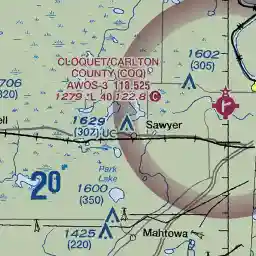 1602
(305)
CLOQUET/CARLTON
COUNTY (COQ)
AWOS-3 118.525
1279 *L 40 122.8 C
706
(320)
1629
(307) UC
Sawyer
ell
Park
Lake
20
1600
(350)
1425
(220)
Mahtowa